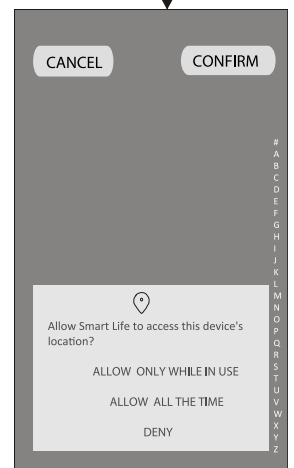 CANCEL
CONFIRM
#
A
B
C
D
E
F
G
H
I
J
K
L
M
N
O
P
Q
R
S
T
U
V
W
X
Y
Z
Allow Smart Life to access this device's
location?
ALLOW ONLY WHILE IN USE
ALLOW ALL THE TIME
DENY